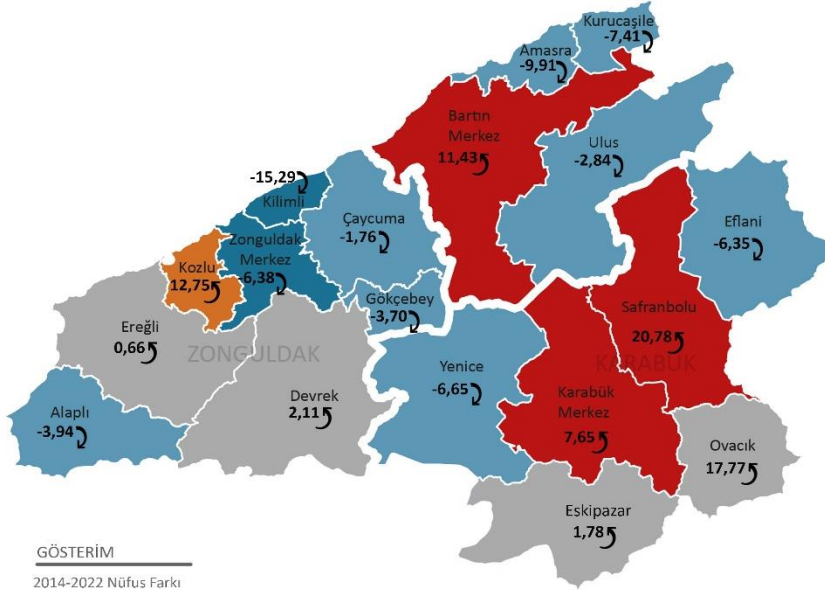 Kurucaşile
-7,41
Amasra
-9,91
Bartın
Merkez
11,43
Ulus
-2,84
-15,29
Kilimli
Çaycuma
-1,76
Eflani
-6,35
Zonguldak
Merkez
-6,38
Kozlu
12,75
Gökçebey
-3,70
Safranbolu
20,78
Ereğli
0,66
ZONGULDAK
KARABÜK
Yenice
-6,65
Devrek
2,11
Karabük
Merkez
7,65
Alaplı
-3,94
Ovacık
17,77
Eskipazar
1,78
GÖSTERİM
2014-2022 Nüfus Farkı